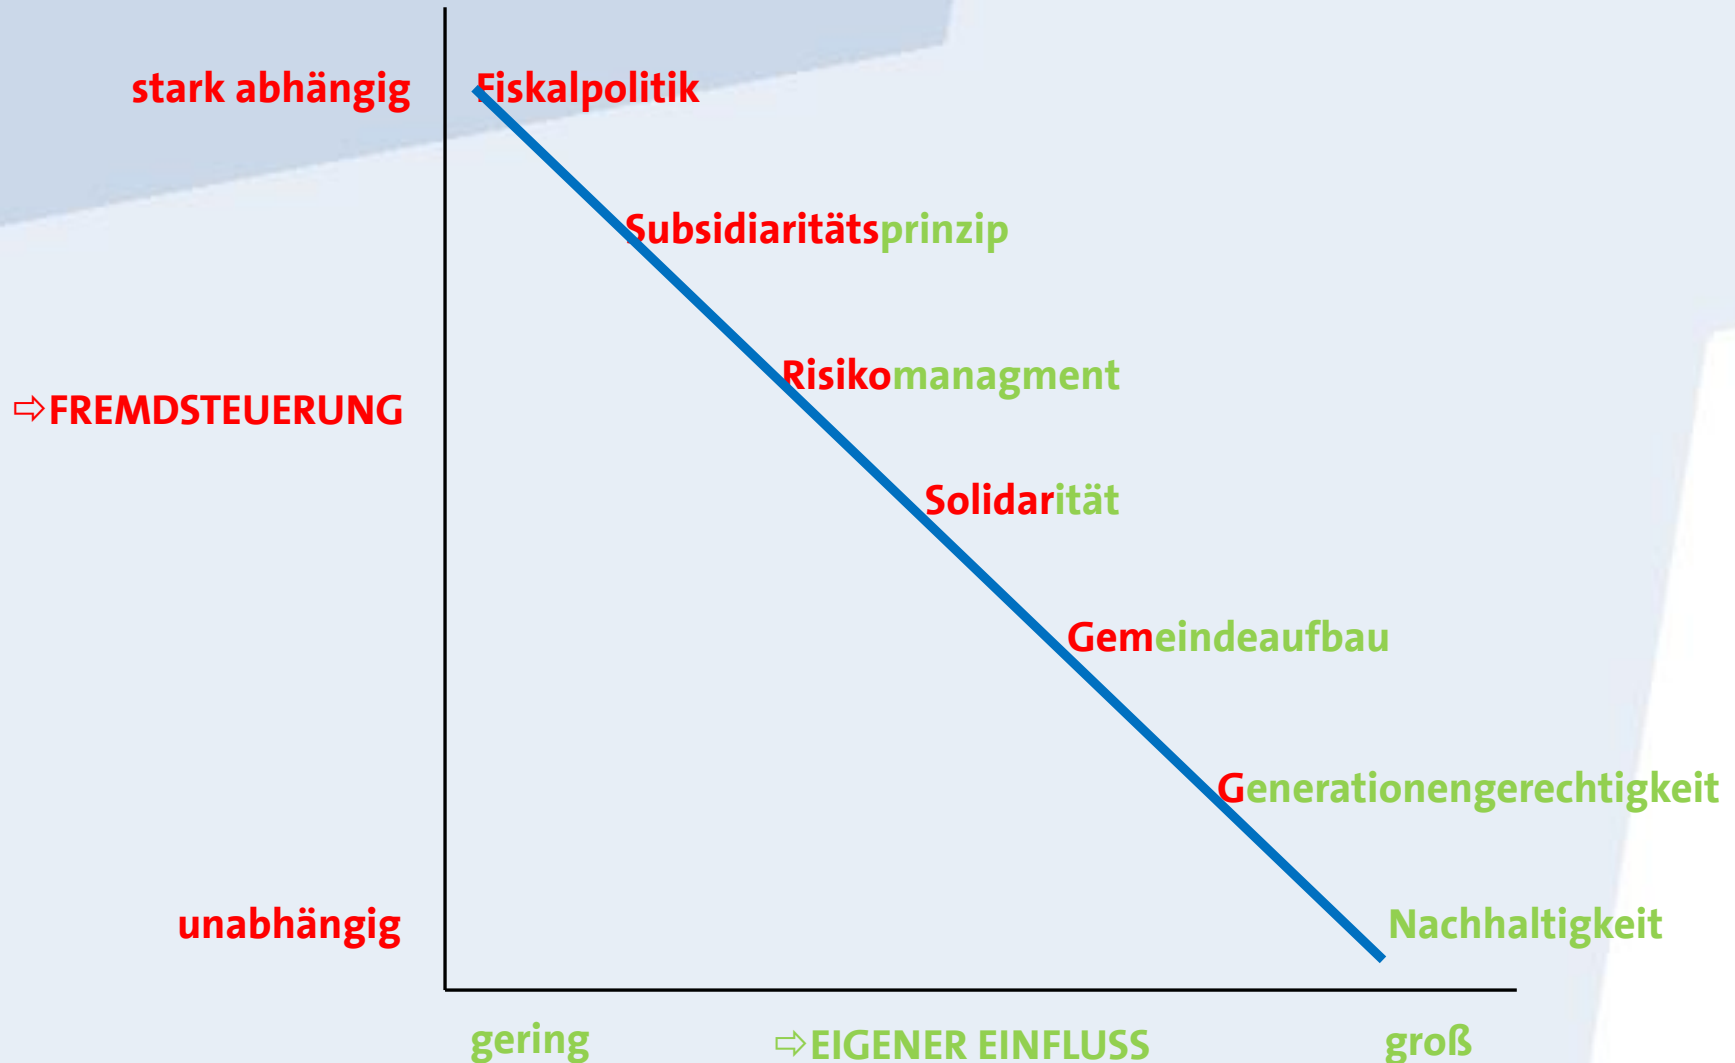 stark abhängig Fiskalpolitik
Subsidiaritätsprinzip
Risikomanagment
⇨FREMDSTEUERUNG
Solidarität
Gemeindeaufbau
Generationengerechtigkeit
unabhängig Nachhaltigkeit
gering ⇨EIGENER EINFLUSS groß